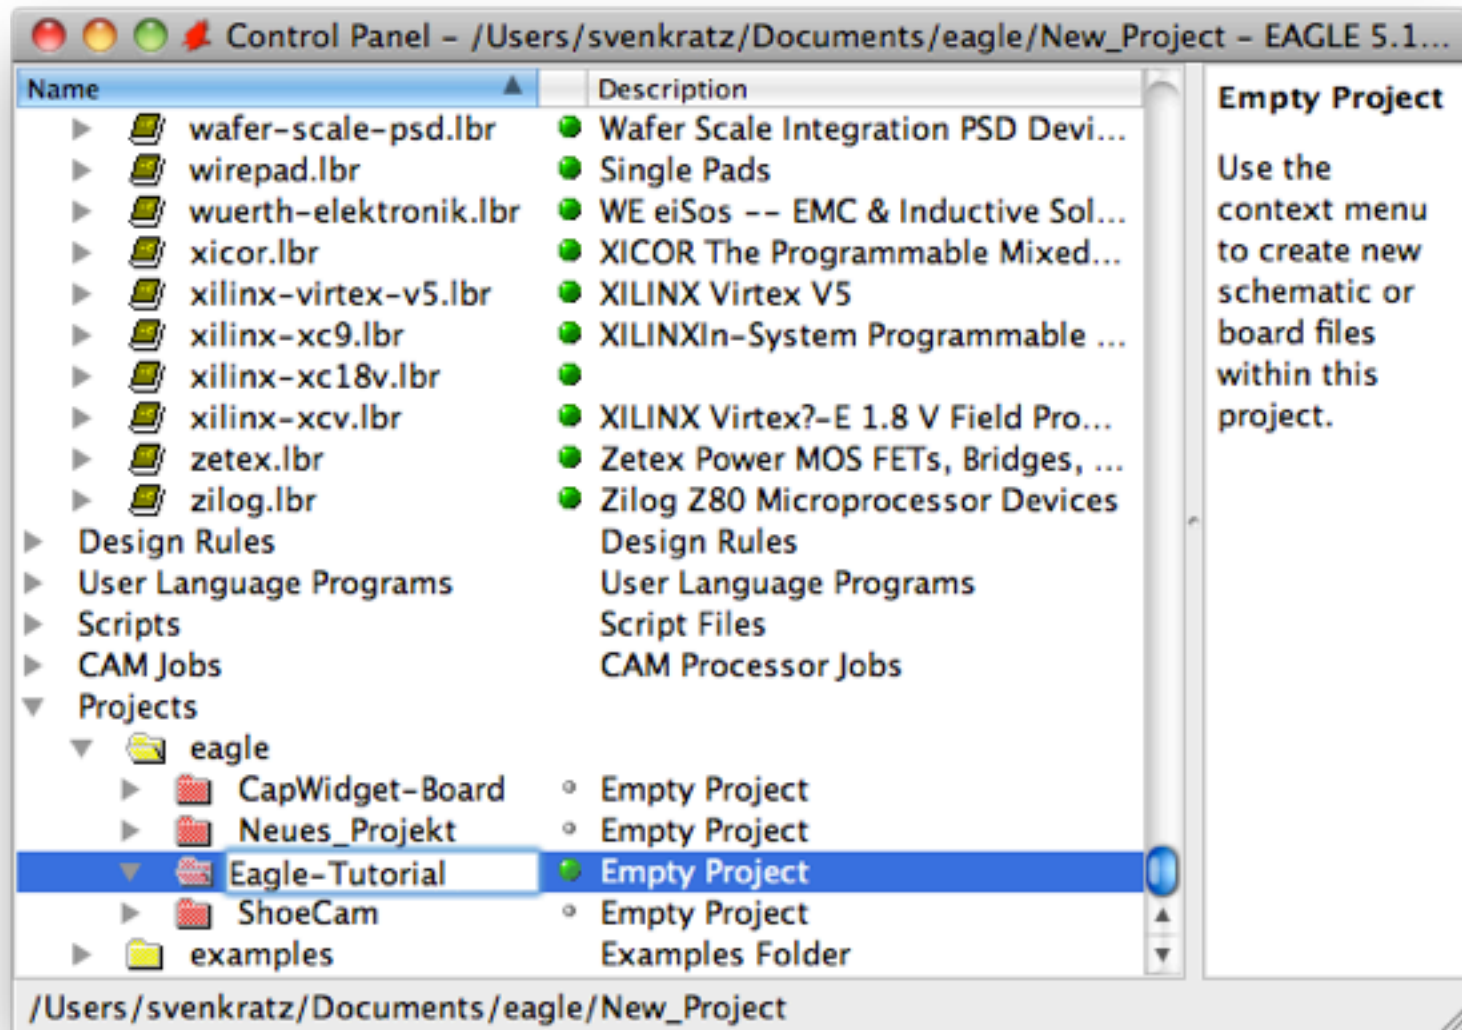 Control Panel – /Users/svenkratz/Documents/eagle/New_Project – EAGLE 5.1...
Name Description
wafer-scale-psd.lbr Wafer Scale Integration PSD Devi...
wirepad.lbr Single Pads
wuerth-elektronik.lbr WE eiSos -- EMC & Inductive Sol...
xicor.lbr XICOR The Programmable Mixed...
xilinx-virtex-v5.lbr XILINX Virtex V5
xilinx-xc9.lbr XILINXIn-System Programmable ...
xilinx-xc18v.lbr
xilinx-xcv.lbr XILINX Virtex?-E 1.8 V Field Pro...
zetex.lbr Zetex Power MOS FETs, Bridges, ...
zilog.lbr Zilog Z80 Microprocessor Devices
Design Rules Design Rules
User Language Programs User Language Programs
Scripts Script Files
CAM Jobs CAM Processor Jobs
Projects
eagle
CapWidget-Board Empty Project
Neues_Projekt Empty Project
Eagle-Tutorial Empty Project
ShoeCam Empty Project
examples Examples Folder
Empty Project
Use the
context menu
to create new
schematic or
board files
within this
project.
/Users/svenkratz/Documents/eagle/New_Project